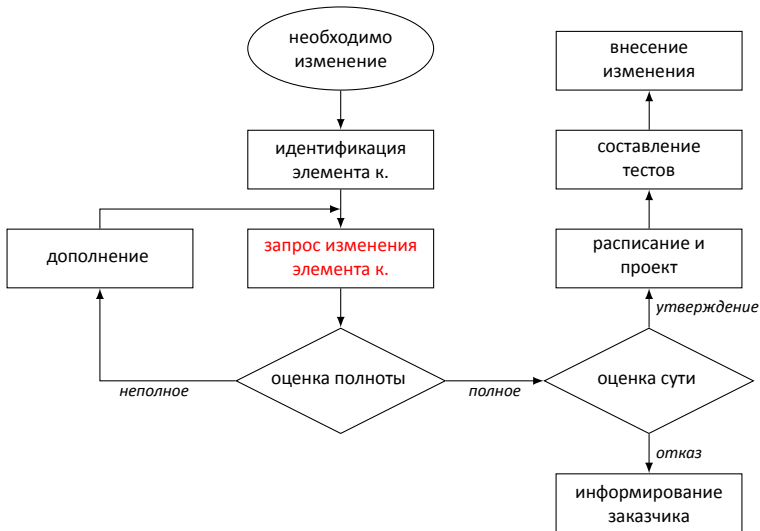 необходимо
изменение
идентификация
элемента к.
дополнение
запрос изменения
элемента к.
оценка полноты
неполное
полное
внесение
изменения
составление
тестов
расписание и
проект
утверждение
оценка сути
отказ
информирование
заказчика